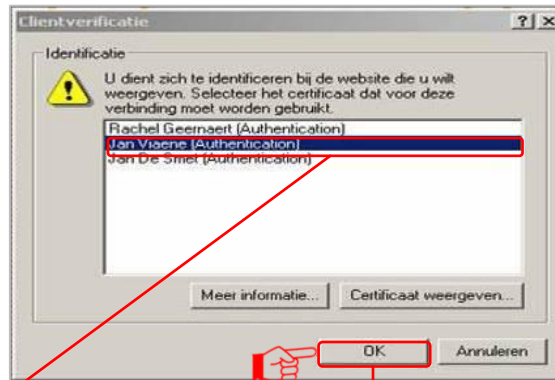 Clientverificatie
Identificatie
U dient zich te identificeren bij de website die u wilt
weergeven. Selecteer het certificaat dat voor deze
verbinding moet worden gebruikt.
Rachel Geernaert (Authentication)
Jan Viaene (Authentication)
Jan De Smet (Authentication)
Meer informatie...
Certificaat weergeven...
OK
Annuleren